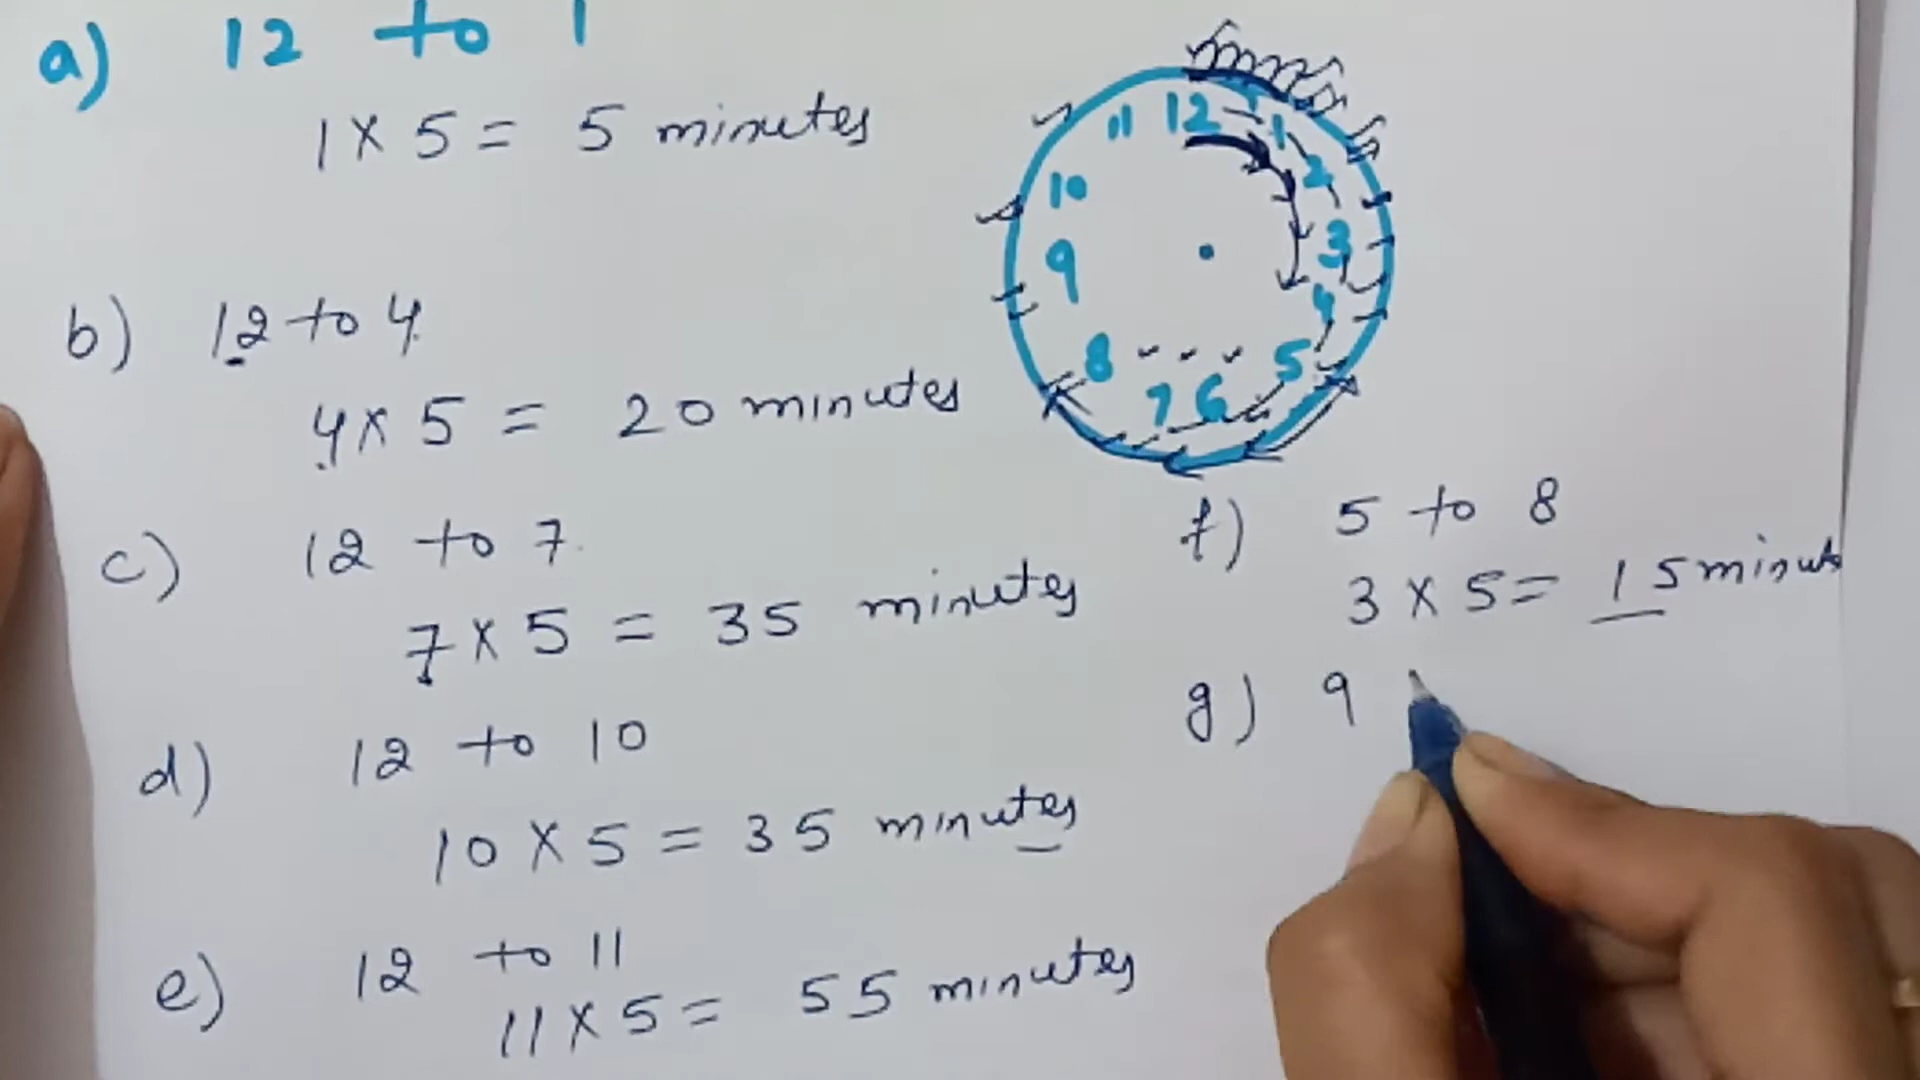 a) 12 to 1
1 x 5 = 5 minutes
b) 12 to 4
4 x 5 = 20 minutes
c) 12 to 7
7 x 5 = 35 minutes
d) 12 to 10
10 x 5 = 35 minutes
e) 12 to 11
11 x 5 = 55 minutes
12
1
2
3
4
5
6
7
8
9
10
11
f) 5 to 8
3 x 5 = 15 minute
g) 9